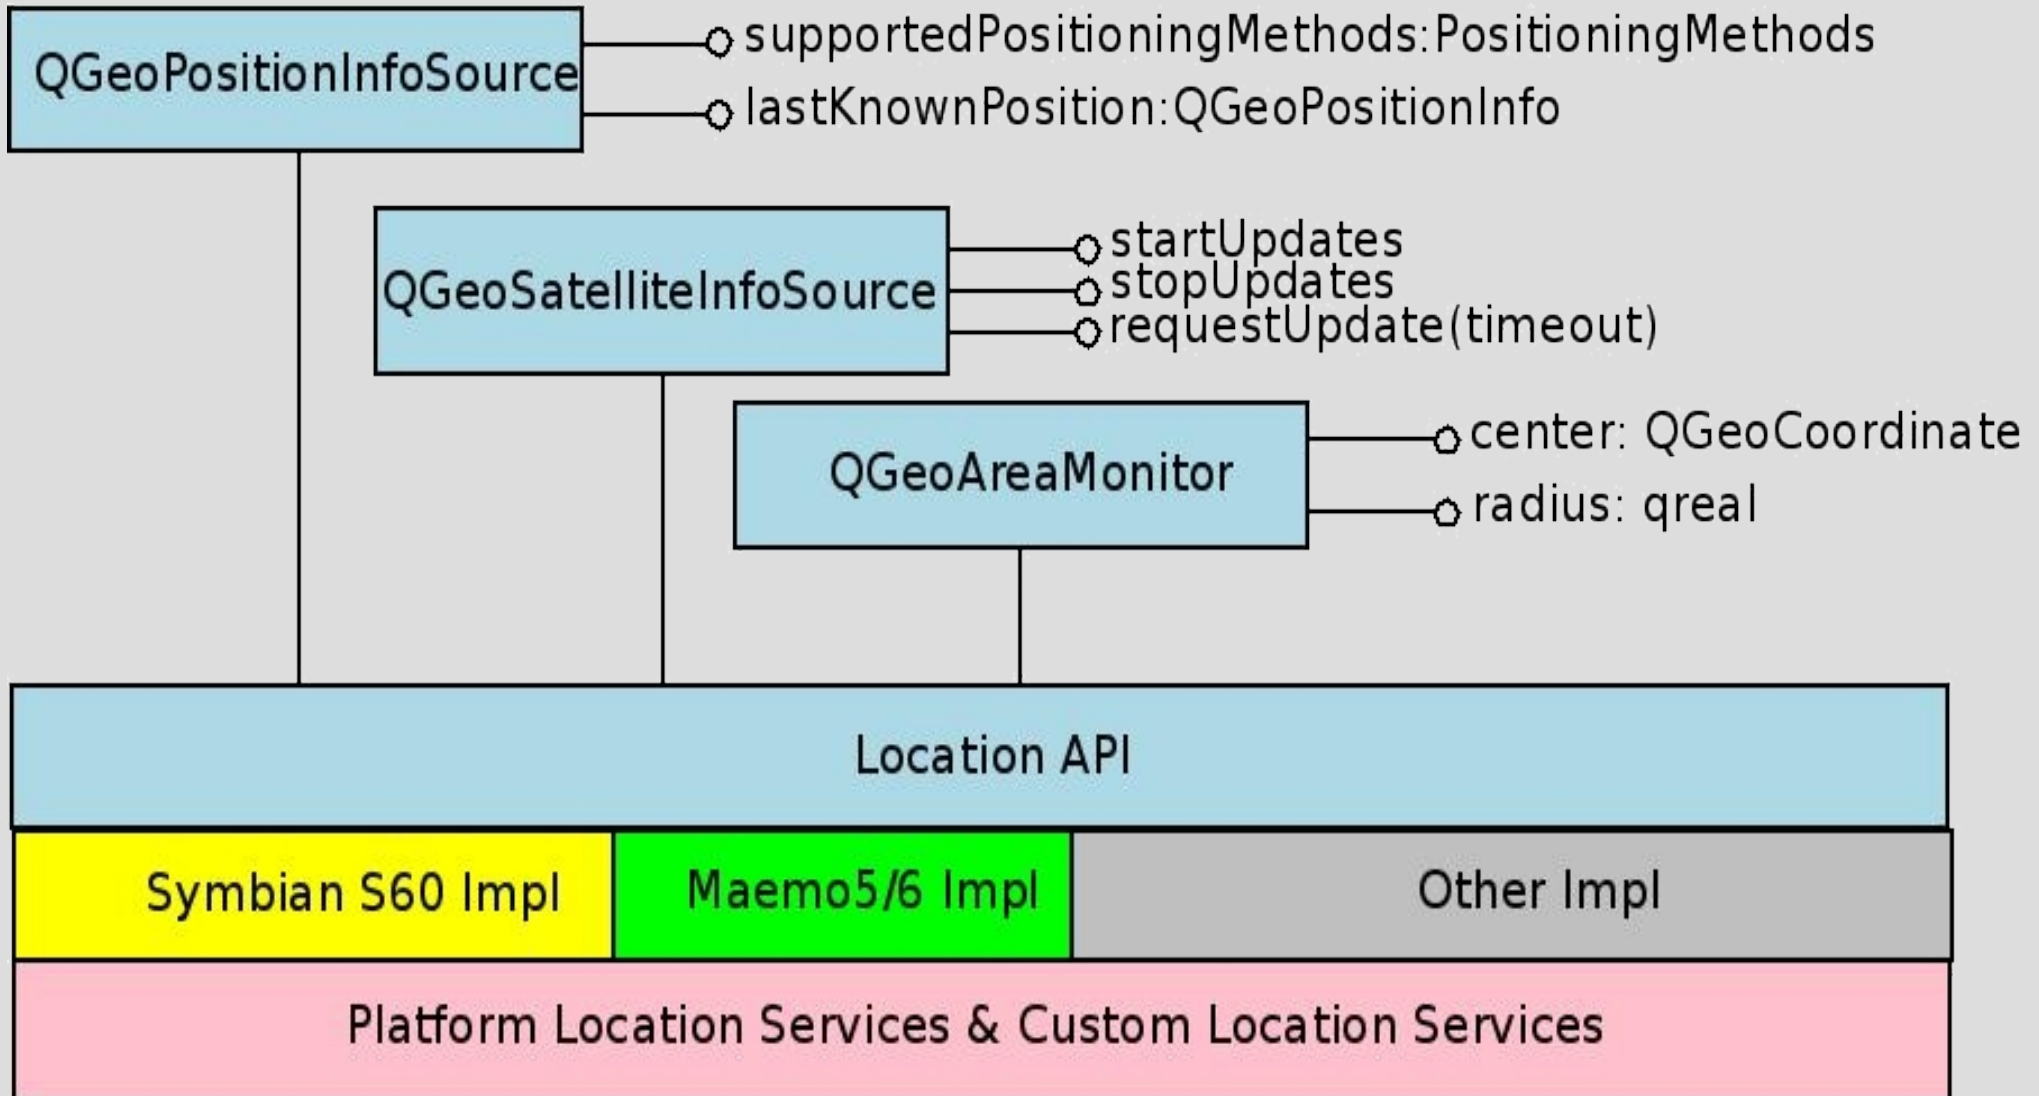 QGeoPositionInfoSource
supportedPositioningMethods:PositioningMethods
lastKnownPosition:QGeoPositionInfo
QGeoSatelliteInfoSource
startUpdates
stopUpdates
requestUpdate(timeout)
QGeoAreaMonitor
center: QGeoCoordinate
radius: qreal
Location API
Symbian S60 Impl
Maemo5/6 Impl
Other Impl
Platform Location Services & Custom Location Services